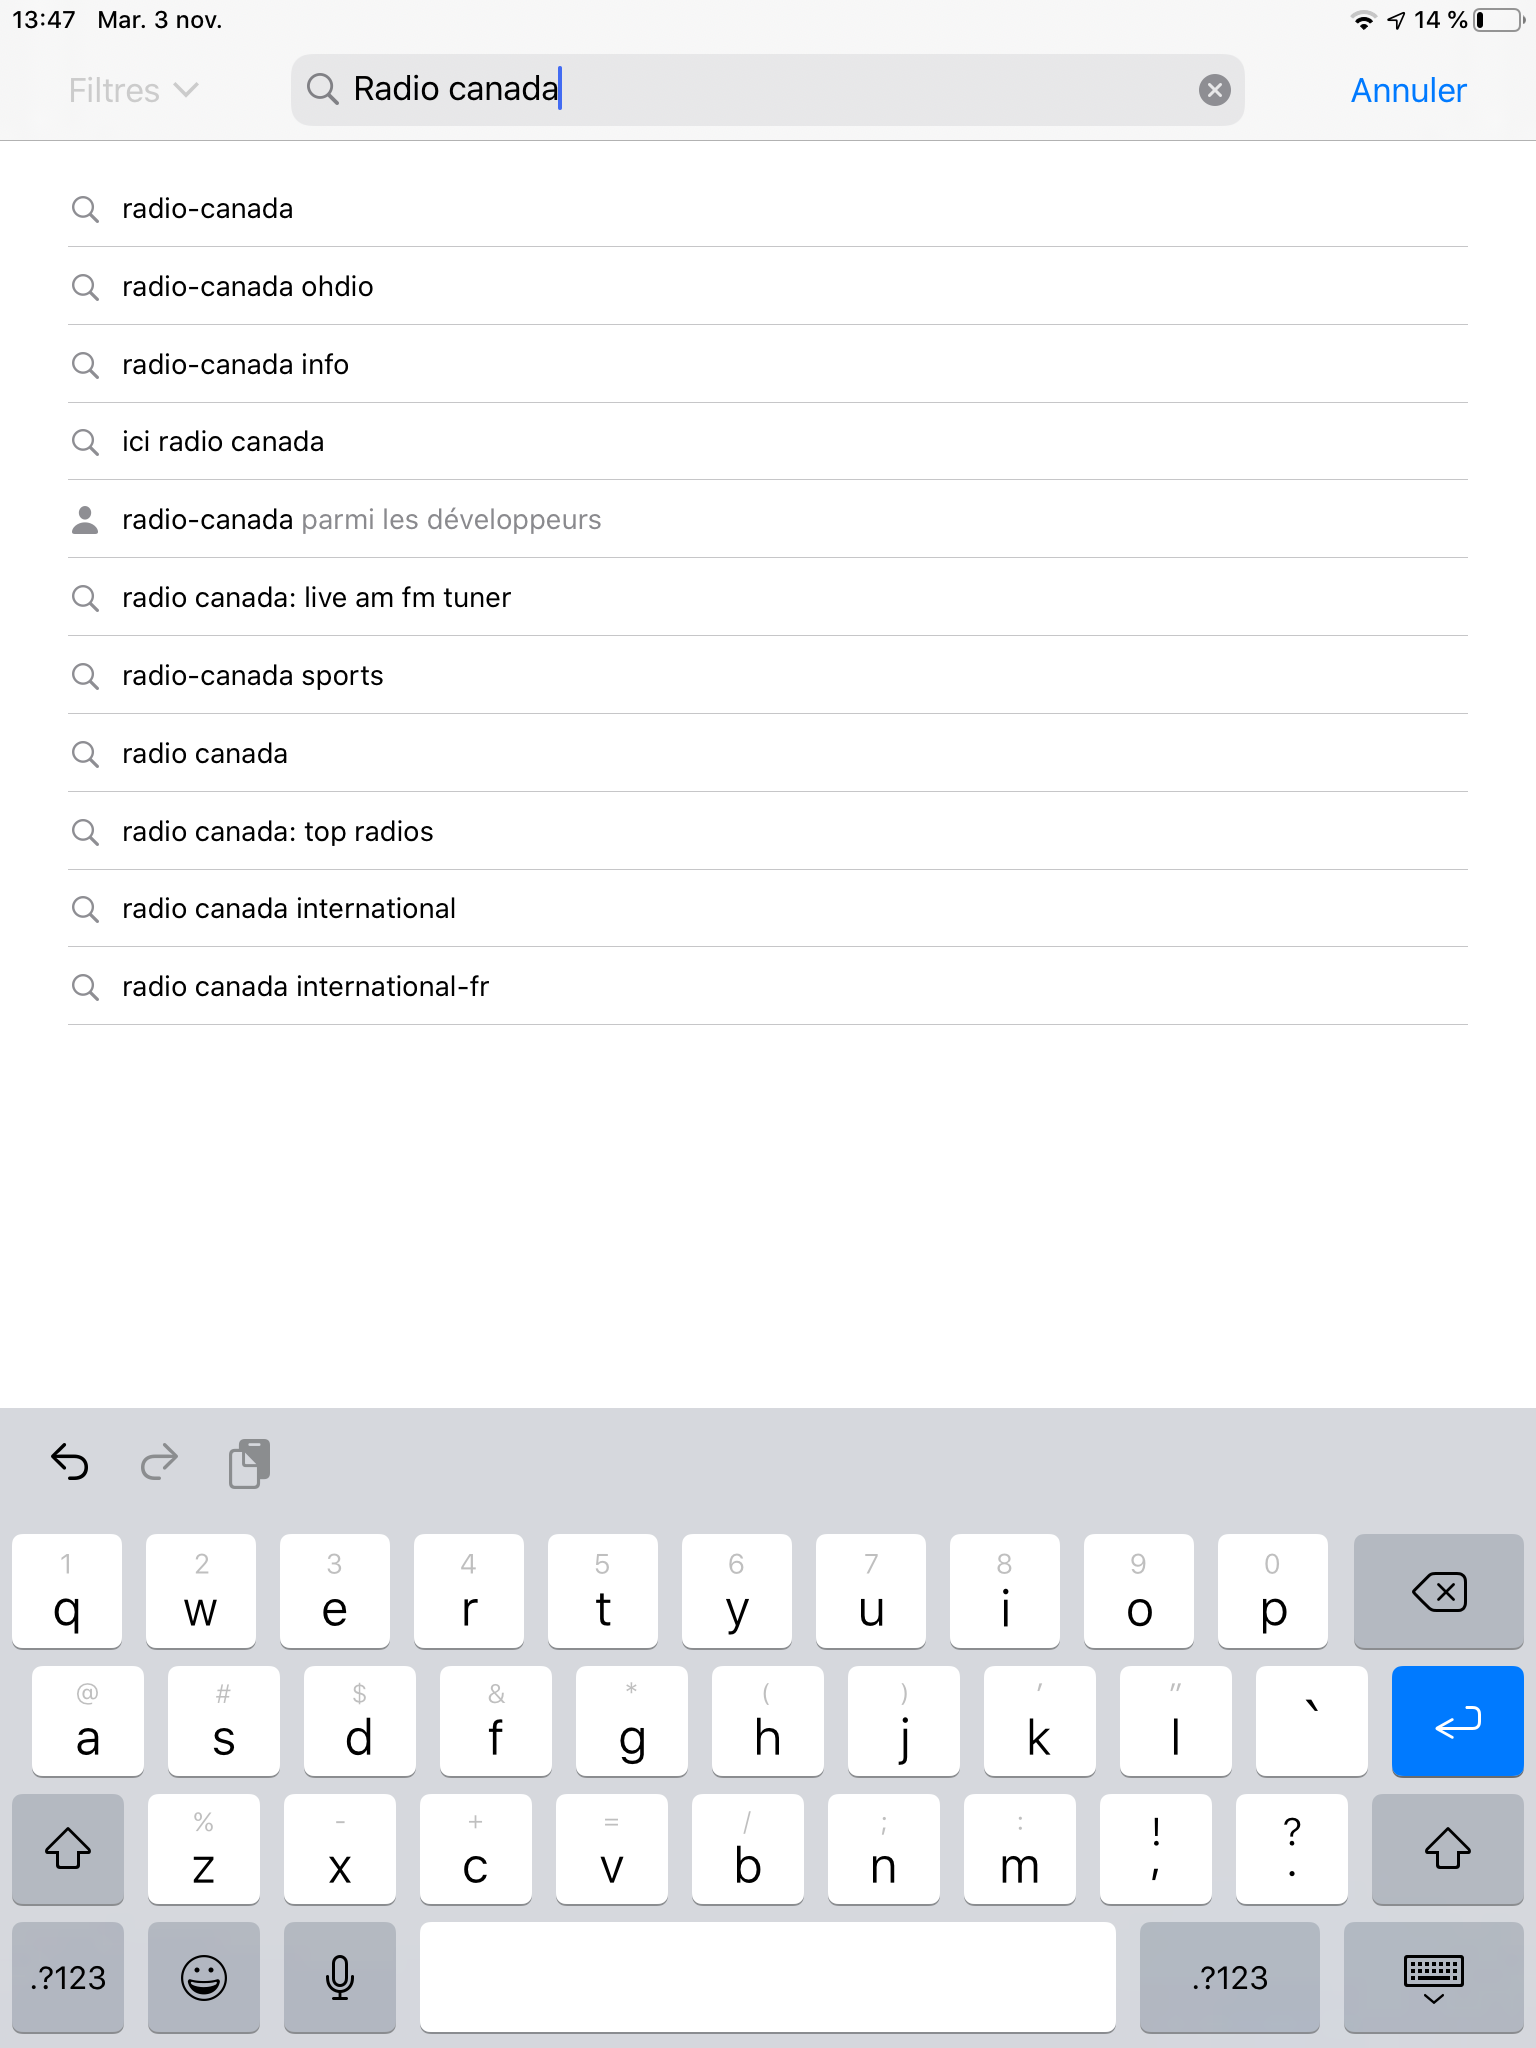 13:47 Mar. 3 nov. 14 %
Filtres Radio canada Annuler
radio-canada
radio-canada ohdio
radio-canada info
ici radio canada
radio-canada parmi les développeurs
radio canada: live am fm tuner
radio-canada sports
radio canada
radio canada: top radios
radio canada international
radio canada international-fr
1 2 3 4 5 6 7 8 9 0
q w e r t y u i o p
@ # $ & * ( ) ' "
a s d f g h j k l `
% - + = / ; : ! ?
z x c v b n m , .
.?123 .?123